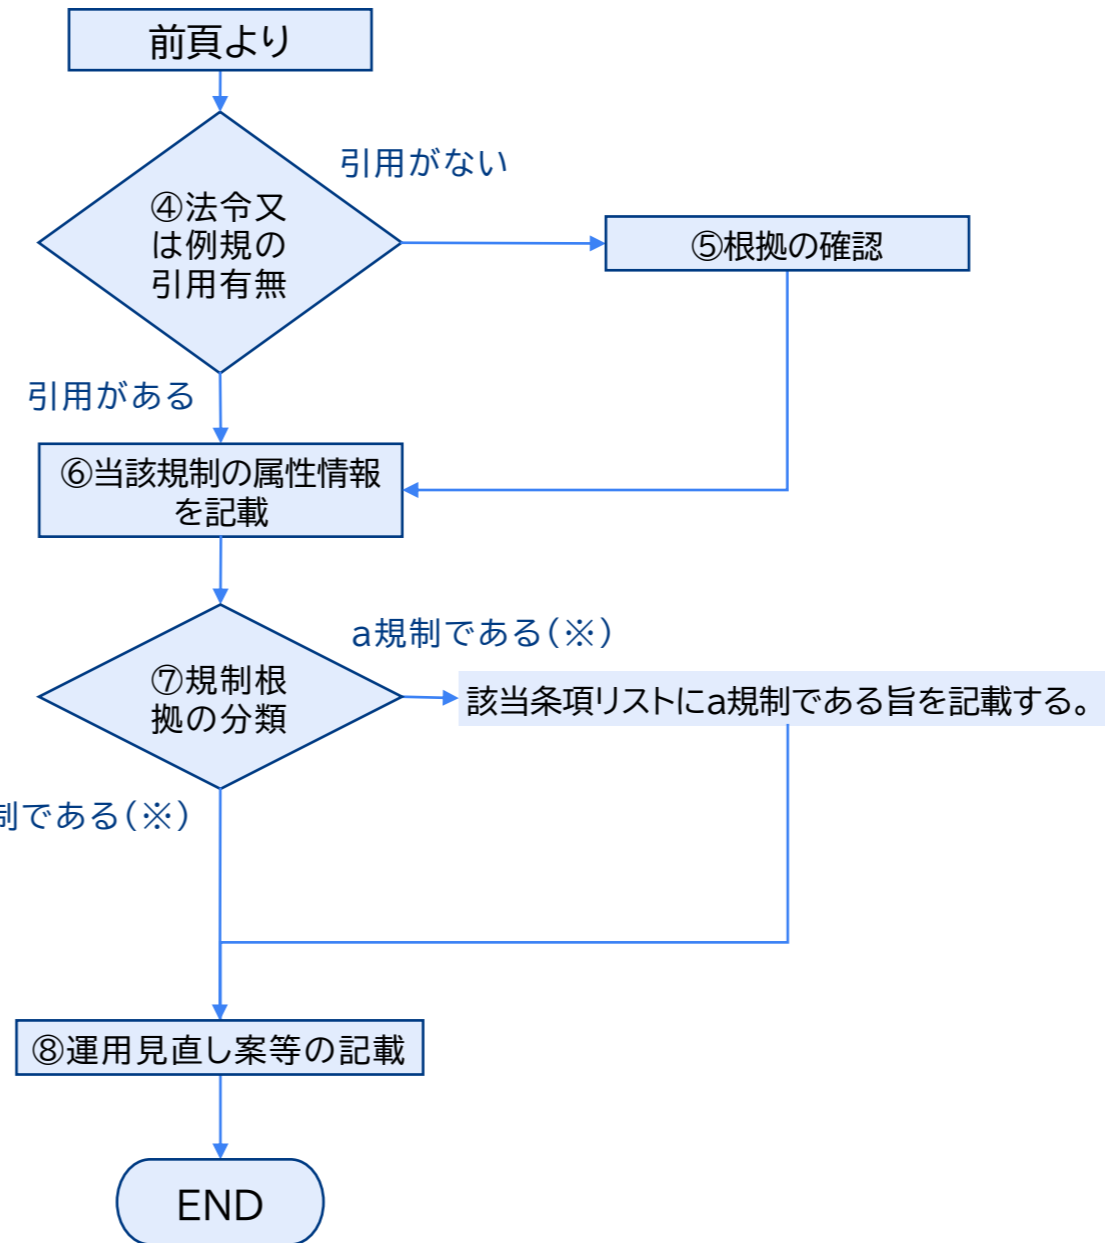 前頁より
引用がない
④法令又
は例規の
引用有無
⑤根拠の確認
引用がある
⑥当該規制の属性情報
を記載
a規制である(※)
⑦規制根
拠の分類
該当条項リストにa規制である旨を記載する。
制である(※)
⑧運用見直し案等の記載
END